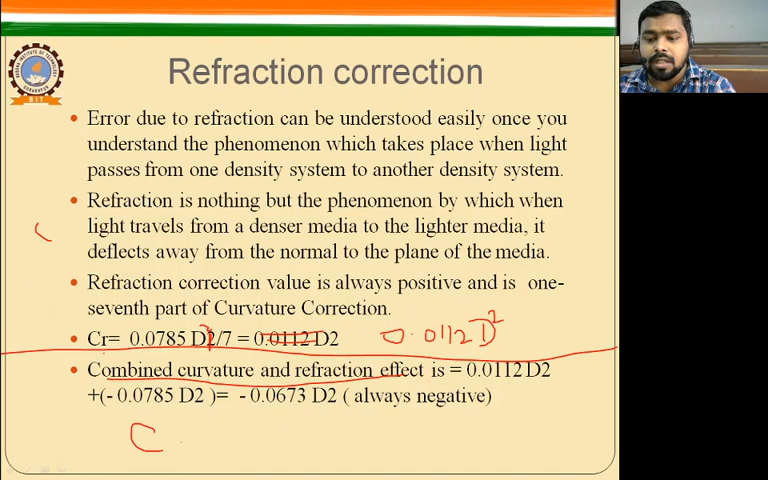 Refraction correction
• Error due to refraction can be understood easily once you
understand the phenomenon which takes place when light
passes from one density system to another density system.
• Refraction is nothing but the phenomenon by which when
light travels from a denser media to the lighter media, it
deflects away from the normal to the plane of the media.
• Refraction correction value is always positive and is one-
seventh part of Curvature Correction.
• Cr= 0.0785 D2/7 = 0.0112 D2 0.0112 D²
• Combined curvature and refraction effect is = 0.0112 D2
+(- 0.0785 D2 )= - 0.0673 D2 ( always negative)
C
BIT